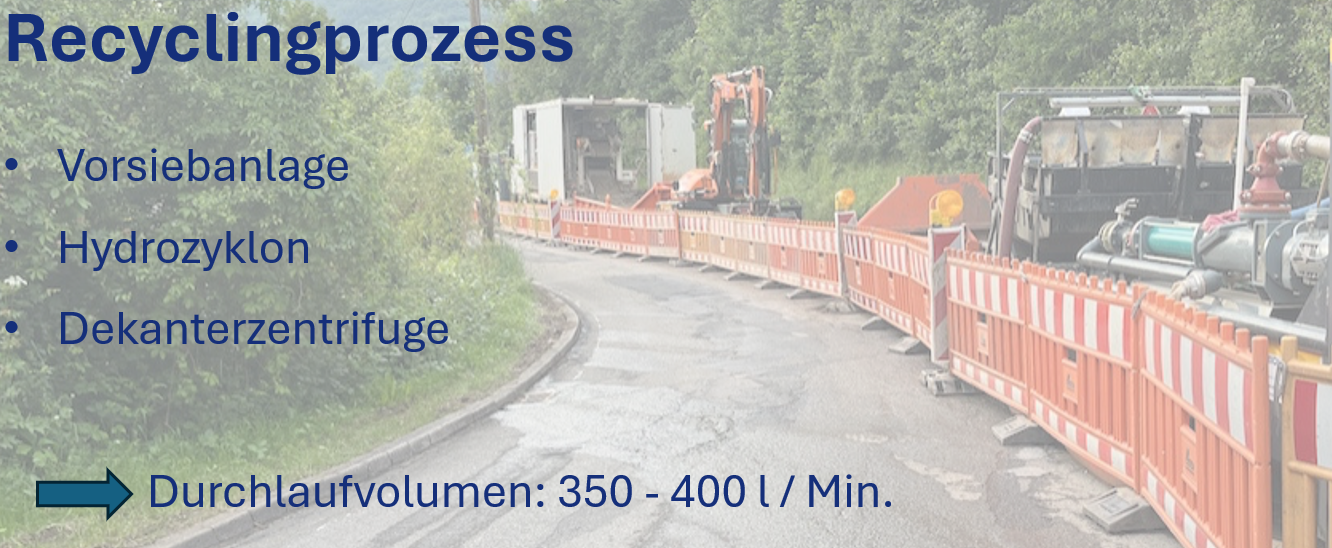 Recyclingprozess
• Vorsiebanlage
• Hydrozyklon
• Dekanterzentrifuge
Durchlaufvolumen: 350 - 400 l / Min.